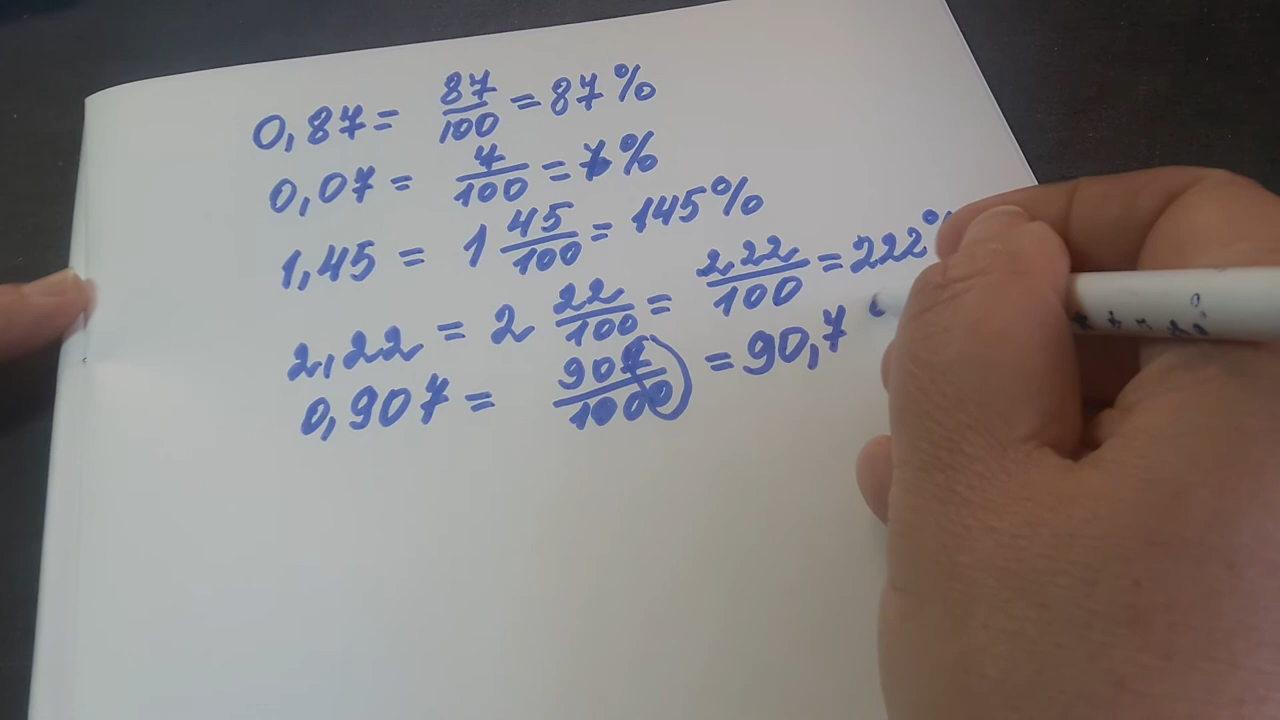 0,87 = 87/100 = 87%
0,07 = 7/100 = 7%
1,45 = 1 45/100 = 145%
2,22 = 2 22/100 = 222/100 = 222%
0,907 = 907/1000 = 90,7